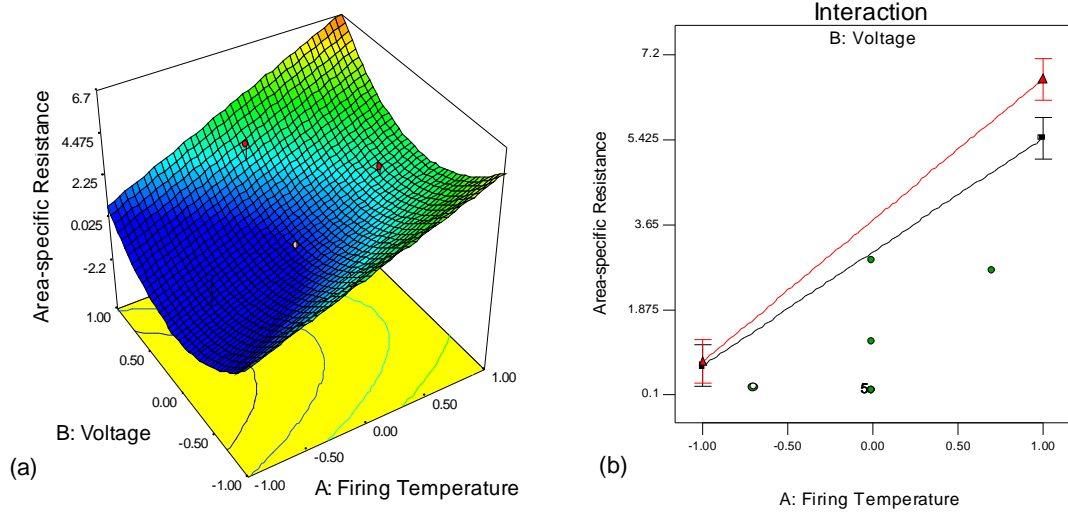 6.7
4.475
2.25
0.025
-2.2
Area-specific Resistance
1.00
0.50
0.00
-0.50
-1.00
B: Voltage
-1.00
-0.50
0.00
0.50
1.00
A: Firing Temperature
(a)
Interaction
B: Voltage
7.2
5.425
3.65
1.875
0.1
Area-specific Resistance
5
-1.00 -0.50 0.00 0.50 1.00
A: Firing Temperature
(b)